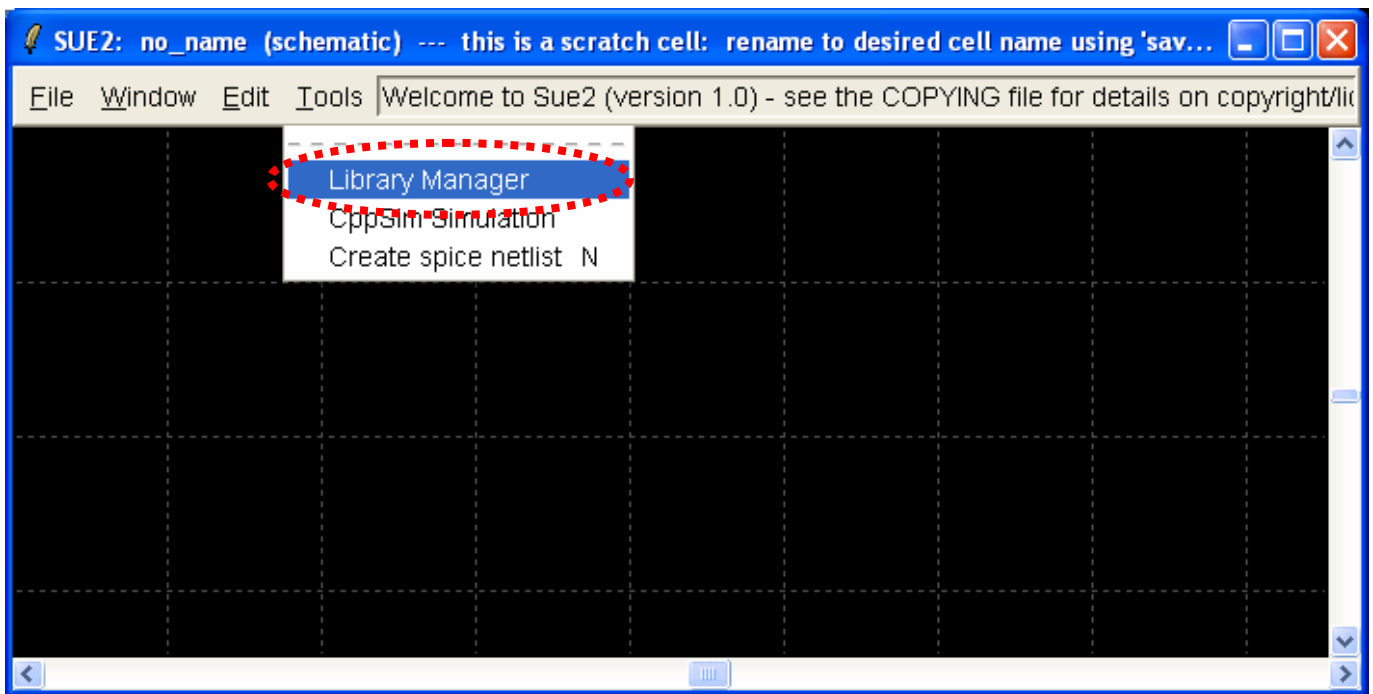 SUE2: no_name (schematic) --- this is a scratch cell: rename to desired cell name using 'sav...
File Window Edit Tools Welcome to Sue2 (version 1.0) - see the COPYING file for details on copyright/lic
Library Manager
CppSim Simulation
Create spice netlist N